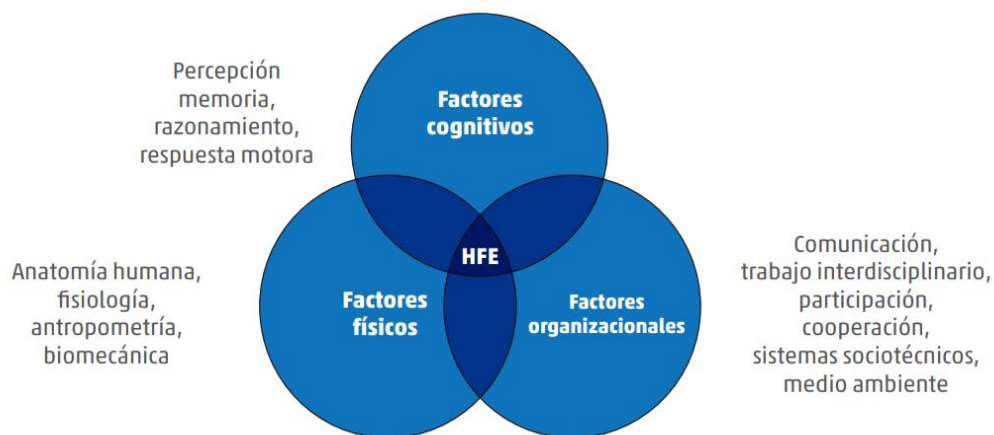 Percepción
memoria,
razonamiento,
respuesta motora
Factores
cognitivos
HFE
Anatomía humana,
fisiología,
antropometría,
biomecánica
Factores
físicos
Factores
organizacionales
Comunicación,
trabajo interdisciplinario,
participación,
cooperación,
sistemas sociotécnicos,
medio ambiente